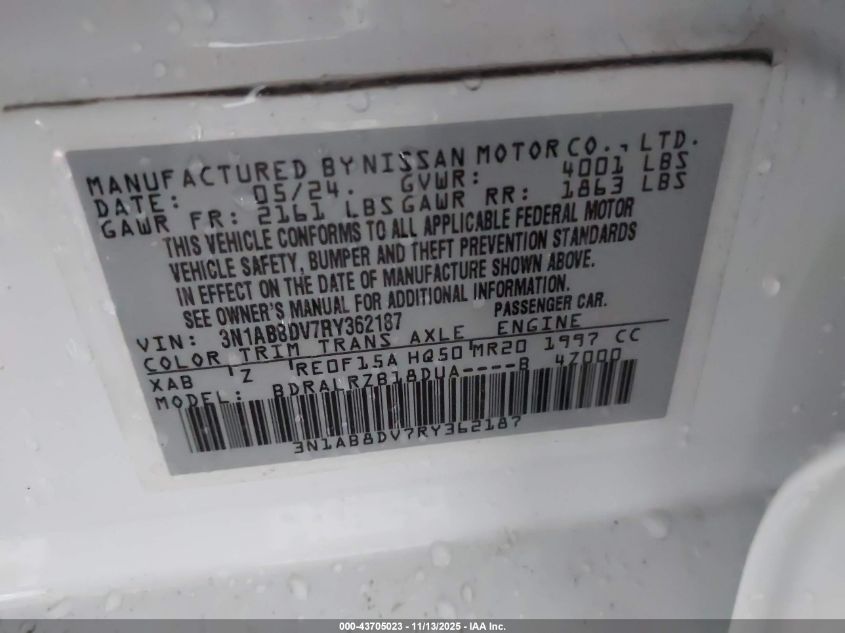 MANUFACTURED BY NISSAN MOTOR CO., LTD.
DATE: 05/24. GVWR: 4001 LBS
GAWR FR: 2161 LBS GAWR RR: 1863 LBS
THIS VEHICLE CONFORMS TO ALL APPLICABLE FEDERAL MOTOR
VEHICLE SAFETY, BUMPER AND THEFT PREVENTION STANDARDS
IN EFFECT ON THE DATE OF MANUFACTURE SHOWN ABOVE.
SEE OWNER'S MANUAL FOR ADDITIONAL INFORMATION.
VIN: 3N1AB8DV7RY362187 PASSENGER CAR.
COLOR TRIM TRANS AXLE ENGINE
XAB Z RE0F15A HQ50 MR20 1997 CC
MODEL: BDRALRZB18DUA----B 47000
3N1AB8DV7RY362187
000-43705023 - 11/13/2025 - IAA Inc.